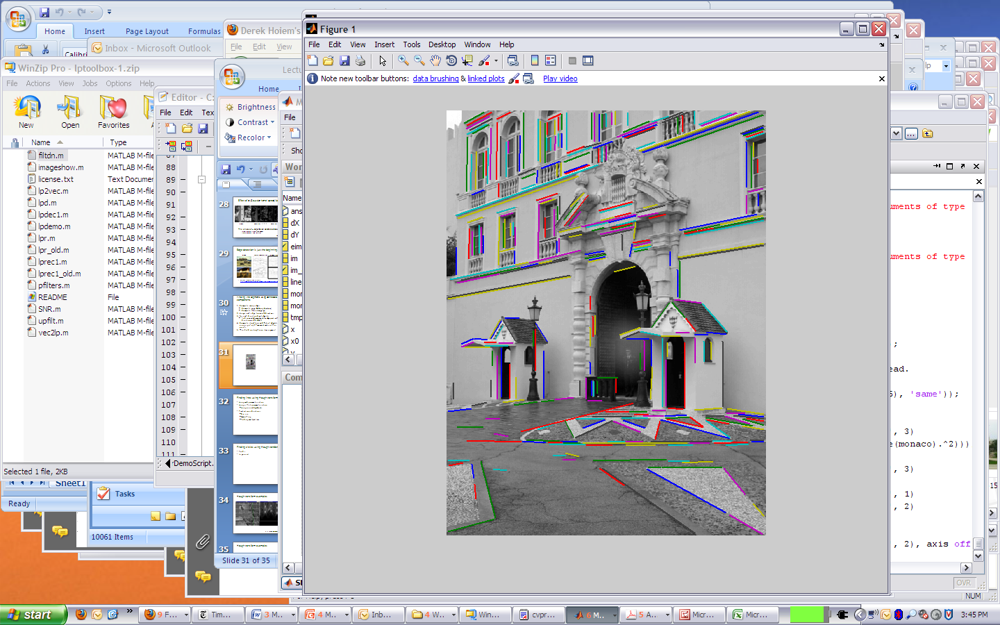 Home
Insert
Page Layout
Formulas
Calibri
Inbox - Microsoft Outlook
Derek Hoiem's
File Edit View
WinZip Pro - lptoolbox-1.zip
File Actions View Jobs Options Help
New
Open
Favorites
Name
Type
filtdn.m MATLAB M-file
imageshow.m MATLAB M-file
license.txt Text Docume
lp2vec.m MATLAB M-file
lpd.m MATLAB M-file
lpdec1.m MATLAB M-file
lpdemo.m MATLAB M-file
lpr.m MATLAB M-file
lpr_old.m MATLAB M-file
lprec1.m MATLAB M-file
lprec1_old.m MATLAB M-file
pfilters.m MATLAB M-file
README File
SNR.m MATLAB M-file
upfilt.m MATLAB M-file
vec2lp.m MATLAB M-file
Selected 1 file, 2KB
Sheet1
Ready
Tasks
10061 Items
Editor - C:
File Edit Tex
88
89
90
91
92
93
94
95
96
97
98
99
100
101
102
103
104
105
106
107
108
109
110
111
DemoScript.
Lectu
Home
Brightness
Contrast
Recolor
28
29
30
31
32
33
34
35
Slide 31 of 35
File
Sho
Wor
Name
ans
dX
dY
eim
im
im_
line
mor
mor
tmp
x
x0
Com
Figure 1
File Edit View Insert Tools Desktop Window Help
Note new toolbar buttons: data brushing & linked plots Play video
uments of type
uments of type
);
ead.
5), 'same'));
, 3)
e(monaco).^2)))
, 3)
, 1)
, 2)
, 2), axis off
OVR
NUM
lp
15
start
9 F...
Tim...
3 M...
4 M...
Inb...
4 W...
Win...
cvpr...
6 M...
5 A...
Micr...
Micr...
3:45 PM